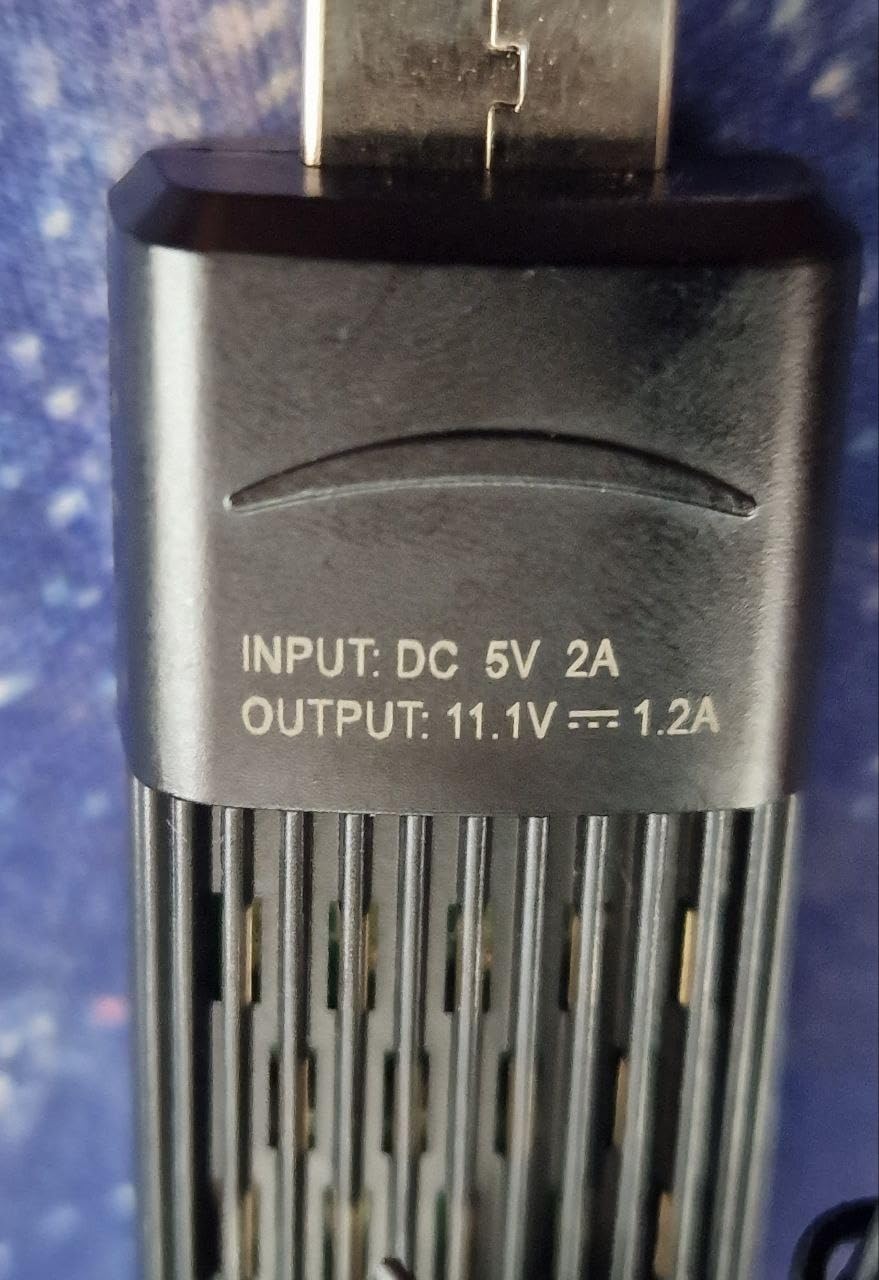 INPUT: DC 5V 2A
OUTPUT: 11.1V ⎓ 1.2A